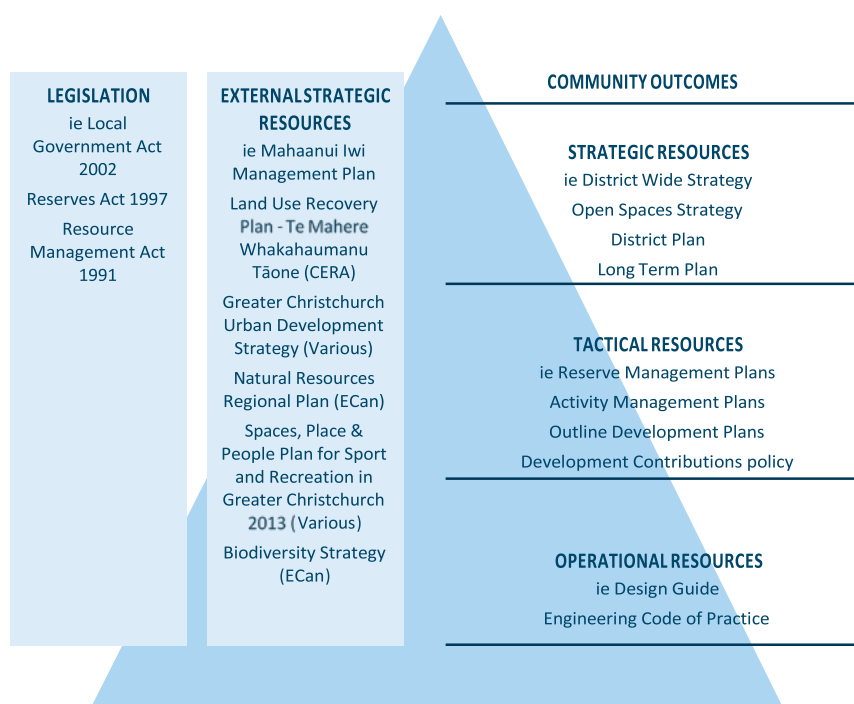 LEGISLATION
ie Local
Government Act
2002
Reserves Act 1997
Resource
Management Act
1991
EXTERNAL STRATEGIC
RESOURCES
ie Mahaanui Iwi
Management Plan
Land Use Recovery
Plan - Te Mahere
Whakahaumanu
Tāone (CERA)
Greater Christchurch
Urban Development
Strategy (Various)
Natural Resources
Regional Plan (ECan)
Spaces, Place &
People Plan for Sport
and Recreation in
Greater Christchurch
2013 (Various)
Biodiversity Strategy
(ECan)
COMMUNITY OUTCOMES
STRATEGIC RESOURCES
ie District Wide Strategy
Open Spaces Strategy
District Plan
Long Term Plan
TACTICAL RESOURCES
ie Reserve Management Plans
Activity Management Plans
Outline Development Plans
Development Contributions policy
OPERATIONAL RESOURCES
ie Design Guide
Engineering Code of Practice